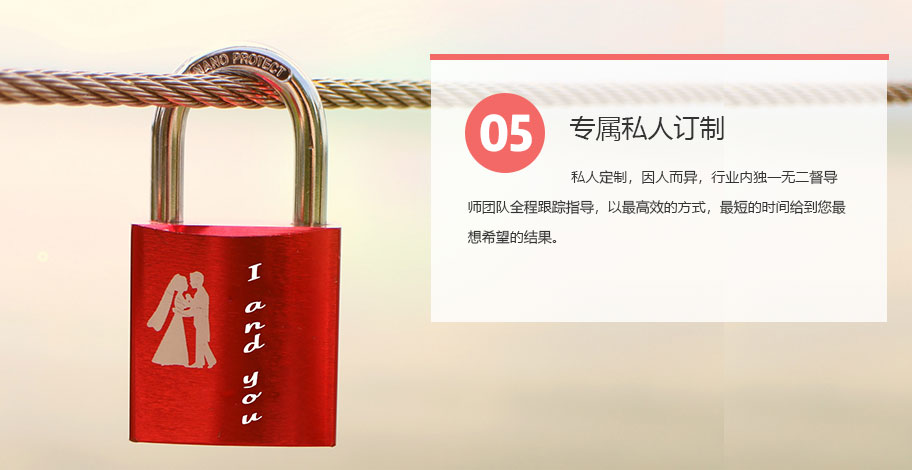 NANO PROTECT
I and you
05
专属私人订制
私人定制，因人而异，行业内独一无二督导
师团队全程跟踪指导，以最高效的方式，最短的时间给到您最
想希望的结果。